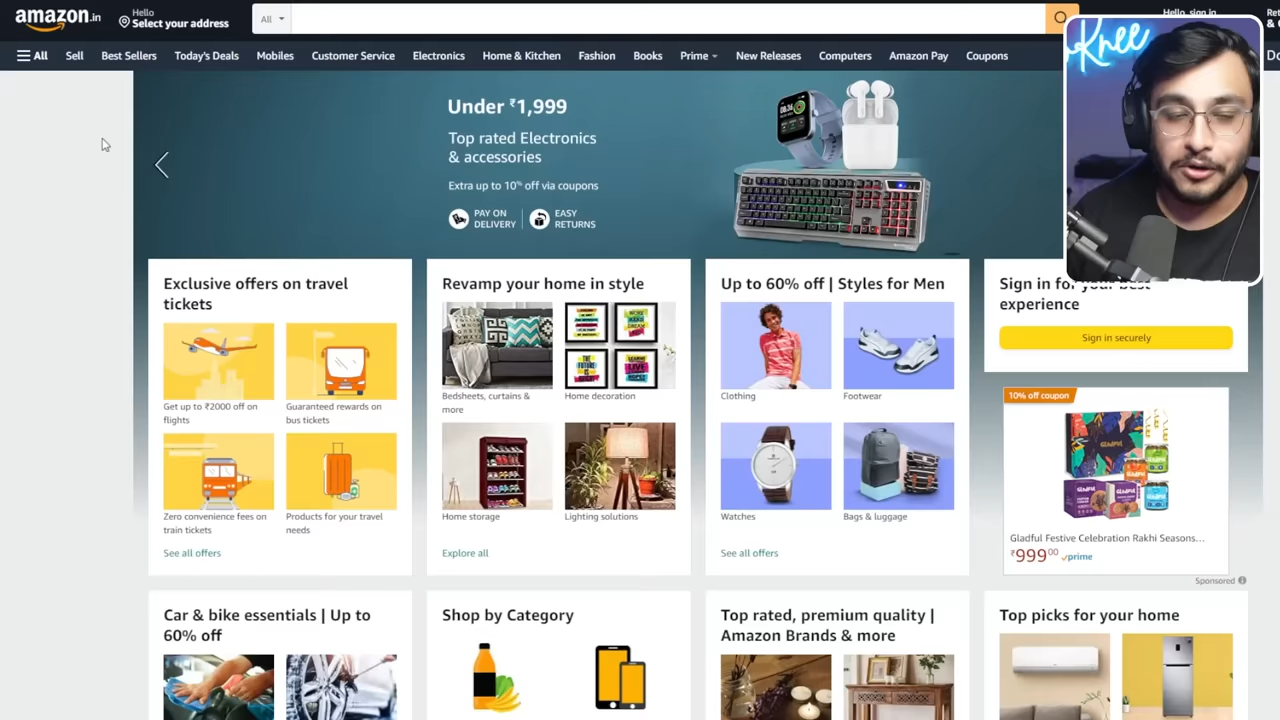 amazon.in
Hello
Select your address
All
Hello, sign in
Ret
&
All
Sell
Best Sellers
Today's Deals
Mobiles
Customer Service
Electronics
Home & Kitchen
Fashion
Books
Prime
New Releases
Computers
Amazon Pay
Coupons
Knee
Under ₹1,999
Top rated Electronics
& accessories
Extra up to 10% off via coupons
PAY ON
DELIVERY
EASY
RETURNS
Exclusive offers on travel
tickets
Get up to ₹2000 off on
flights
Guaranteed rewards on
bus tickets
Zero convenience fees on
train tickets
Products for your travel
needs
See all offers
Revamp your home in style
Bedsheets, curtains &
more
Home decoration
Home storage
Lighting solutions
Explore all
Up to 60% off | Styles for Men
Clothing
Footwear
Watches
Bags & luggage
See all offers
Sign in for your best
experience
Sign in securely
10% off coupon
Gladful
Gladful Festive Celebration Rakhi Seasons...
₹999⁰⁰ prime
Sponsored
Car & bike essentials | Up to
60% off
Shop by Category
Top rated, premium quality |
Amazon Brands & more
Top picks for your home